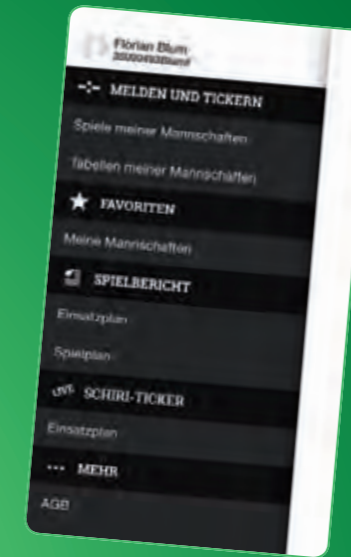 Florian Blum
MELDEN UND TICKERN
Spiele meiner Mannschaften
Tabellen meiner Mannschaften
FAVORITEN
Meine Mannschaften
SPIELBERICHT
Einsatzplan
Spielplan
LIVE SCHIRI-TICKER
Einsatzplan
MEHR
AGB